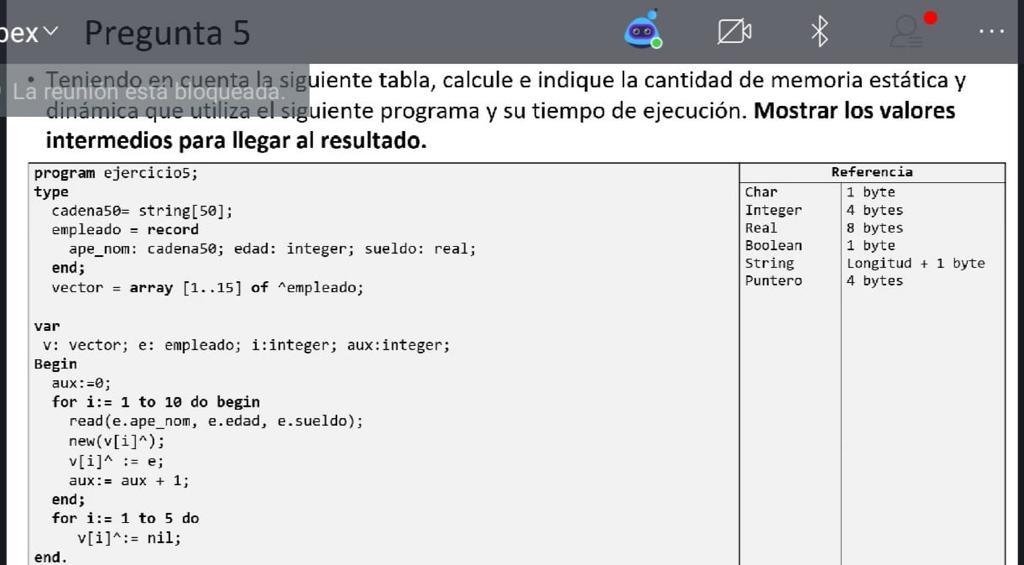 bex Pregunta 5
La reunión está bloqueada.
• Teniendo en cuenta la siguiente tabla, calcule e indique la cantidad de memoria estática y
dinámica que utiliza el siguiente programa y su tiempo de ejecución. Mostrar los valores
intermedios para llegar al resultado.
program ejercicio5;
type
cadena50= string[50];
empleado = record
ape_nom: cadena50; edad: integer; sueldo: real;
end;
vector = array [1..15] of ^empleado;
var
v: vector; e: empleado; i:integer; aux:integer;
Begin
aux:=0;
for i:= 1 to 10 do begin
read(e.ape_nom, e.edad, e.sueldo);
new(v[i]^);
v[i]^ := e;
aux:= aux + 1;
end;
for i:= 1 to 5 do
v[i]^:= nil;
end.
Referencia
Char 1 byte
Integer 4 bytes
Real 8 bytes
Boolean 1 byte
String Longitud + 1 byte
Puntero 4 bytes